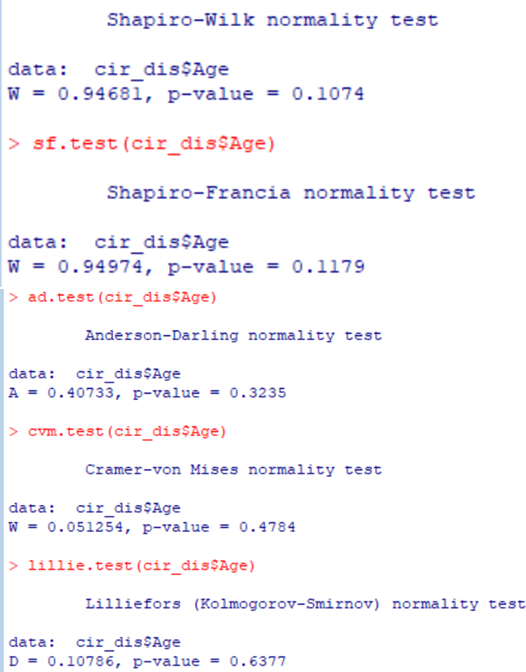 Shapiro-Wilk normality test
data:  cir_dis$Age
W = 0.94681, p-value = 0.1074
> sf.test(cir_dis$Age)
Shapiro-Francia normality test
data:  cir_dis$Age
W = 0.94974, p-value = 0.1179
> ad.test(cir_dis$Age)
Anderson-Darling normality test
data:  cir_dis$Age
A = 0.40733, p-value = 0.3235
> cvm.test(cir_dis$Age)
Cramer-von Mises normality test
data:  cir_dis$Age
W = 0.051254, p-value = 0.4784
> lillie.test(cir_dis$Age)
Lilliefors (Kolmogorov-Smirnov) normality test
data:  cir_dis$Age
D = 0.10786, p-value = 0.6377